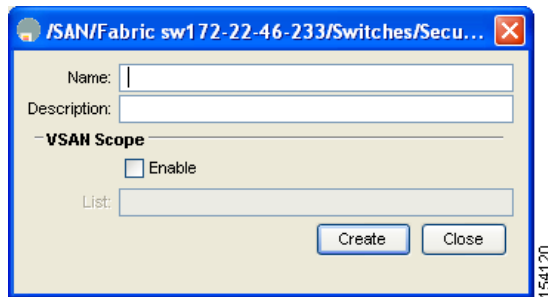 /SAN/Fabric sw172-22-46-233/Switches/Secu...
Name:
Description:
VSAN Scope
Enable
List:
Create Close
154120